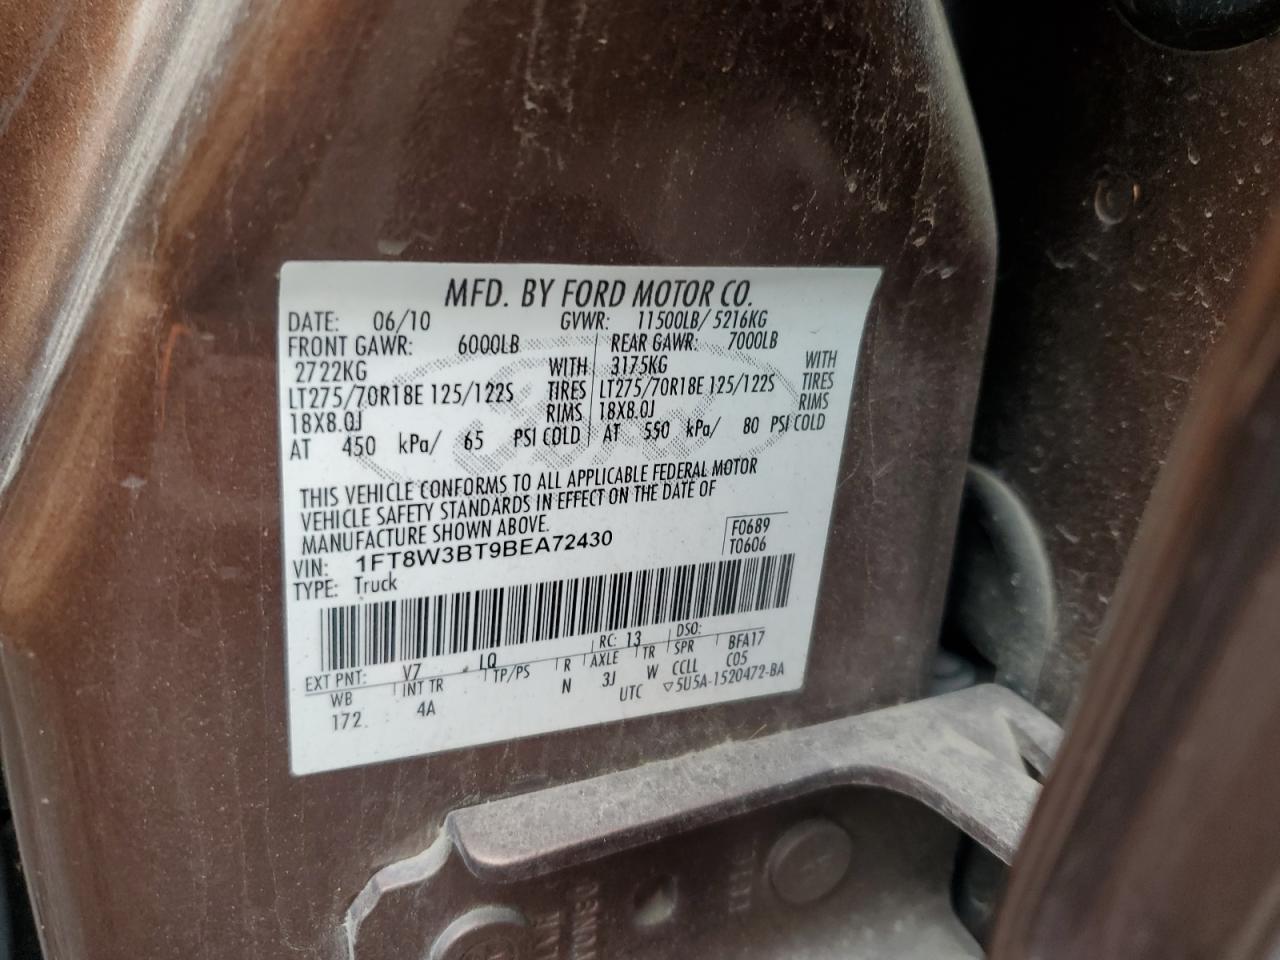 MFD. BY FORD MOTOR CO.
DATE: 06/10 GVWR: 11500LB/ 5216KG
FRONT GAWR: 6000LB REAR GAWR: 7000LB
2722KG WITH 3175KG WITH
LT275/70R18E 125/122S TIRES LT275/70R18E 125/122S TIRES
18X8.0J RIMS 18X8.0J RIMS
AT 450 kPa/ 65 PSI COLD AT 550 kPa/ 80 PSI COLD
THIS VEHICLE CONFORMS TO ALL APPLICABLE FEDERAL MOTOR
VEHICLE SAFETY STANDARDS IN EFFECT ON THE DATE OF
MANUFACTURE SHOWN ABOVE.
VIN: 1FT8W3BT9BEA72430 F0689
TYPE: Truck T0606
EXT PNT: V7 LQ RC: 13 DSO:
WB INT TR TP/PS R AXLE TR SPR BFA17
172 4A N 3J W CCLL C05
UTC ▽5U5A-1520472-BA